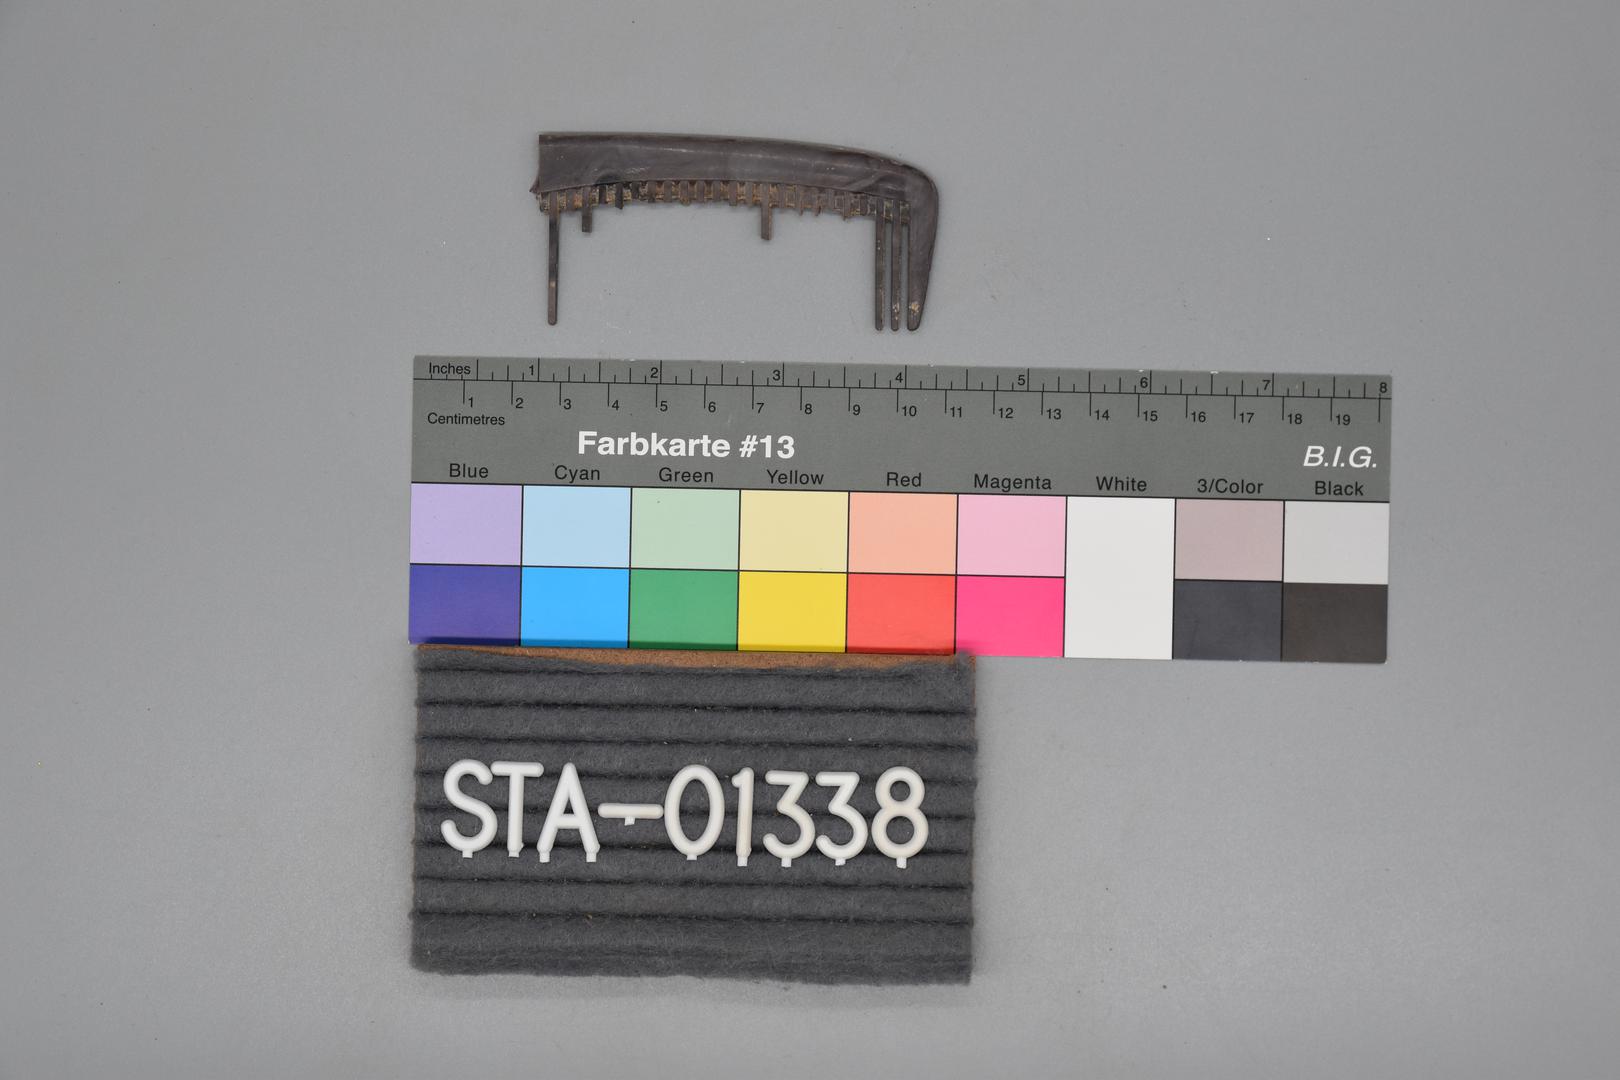 Inches 1 2 3 4 5 6 7 8
1 2 3 4 5 6 7 8 9 10 11 12 13 14 15 16 17 18 19
Centimetres
Farbkarte #13
B.I.G.
Blue Cyan Green Yellow Red Magenta White 3/Color Black
STA-01338